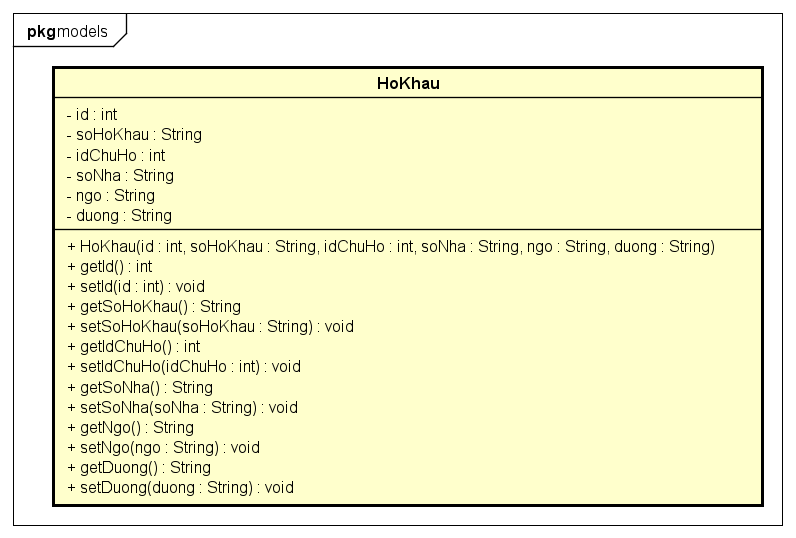 pkg models
HoKhau
- id : int
- soHoKhau : String
- idChuHo : int
- soNha : String
- ngo : String
- duong : String
+ HoKhau(id : int, soHoKhau : String, idChuHo : int, soNha : String, ngo : String, duong : String)
+ getId() : int
+ setId(id : int) : void
+ getSoHoKhau() : String
+ setSoHoKhau(soHoKhau : String) : void
+ getIdChuHo() : int
+ setIdChuHo(idChuHo : int) : void
+ getSoNha() : String
+ setSoNha(soNha : String) : void
+ getNgo() : String
+ setNgo(ngo : String) : void
+ getDuong() : String
+ setDuong(duong : String) : void